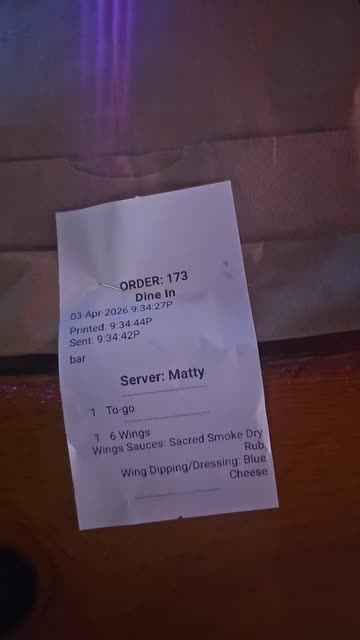 ORDER: 173
Dine In
03 Apr 2026 9:34:27P
Printed: 9:34:44P
Sent: 9:34:42P
bar
Server: Matty
1 To-go
1 6 Wings
Wings Sauces: Sacred Smoke Dry
Rub
Wing Dipping/Dressing: Blue
Cheese